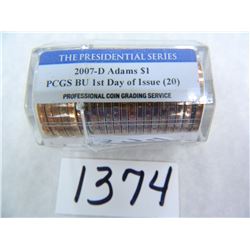 THE PRESIDENTIAL SERIES
2007-D Adams $1
PCGS BU 1st Day of Issue (20)
PROFESSIONAL COIN GRADING SERVICE
1374